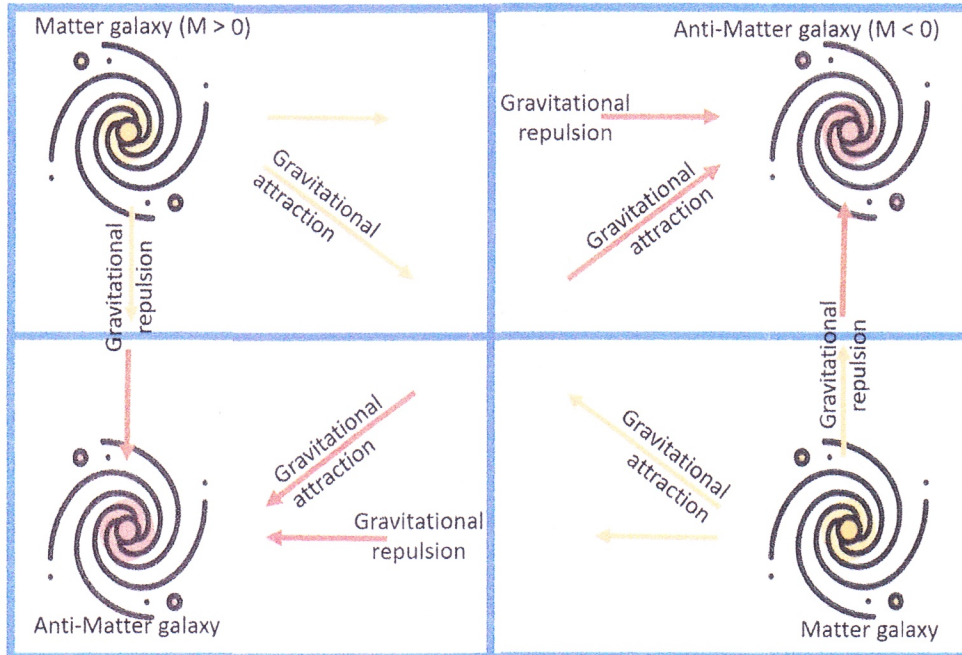 Matter galaxy (M > 0)
Anti-Matter galaxy (M < 0)
Gravitational
repulsion
Gravitational
attraction
Gravitational
attraction
Gravitational
repulsion
Gravitational
repulsion
Gravitational
attraction
Gravitational
repulsion
Gravitational
attraction
Anti-Matter galaxy
Matter galaxy